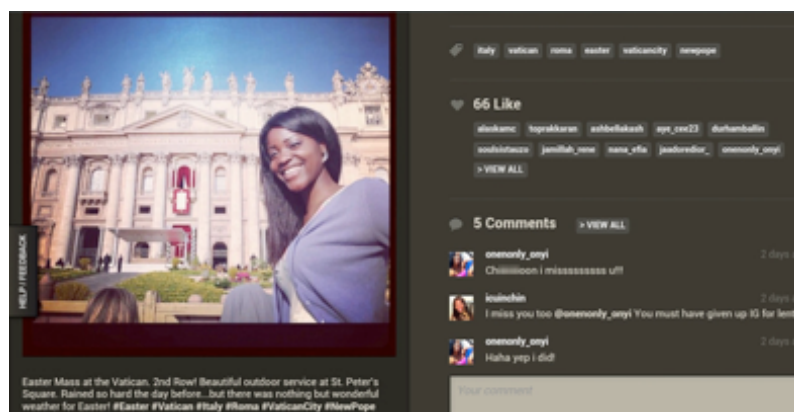 italy vatican roma easter vaticancity newpope
66 Like
toprakkaran ashbellakash aye_cee23 durhamballin
jamillah_rene nana_efia jaadoredior_ onenonly_onyi
> VIEW ALL
5 Comments > VIEW ALL
onenonly_onyi 2 days
i misssssssss u!!!
icuinchin 2 days
I miss you too @onenonly_onyi You must have given up IG for lent
onenonly_onyi 2 days
Haha yep i did!
Your comment
HELP / FEEDBACK
Easter Mass at the Vatican. 2nd Row! Beautiful outdoor service at St. Peter's
Square. Rained so hard the day before...but there was nothing but wonderful
weather for Easter! #Easter #Vatican #Italy #Roma #VaticanCity #NewPope